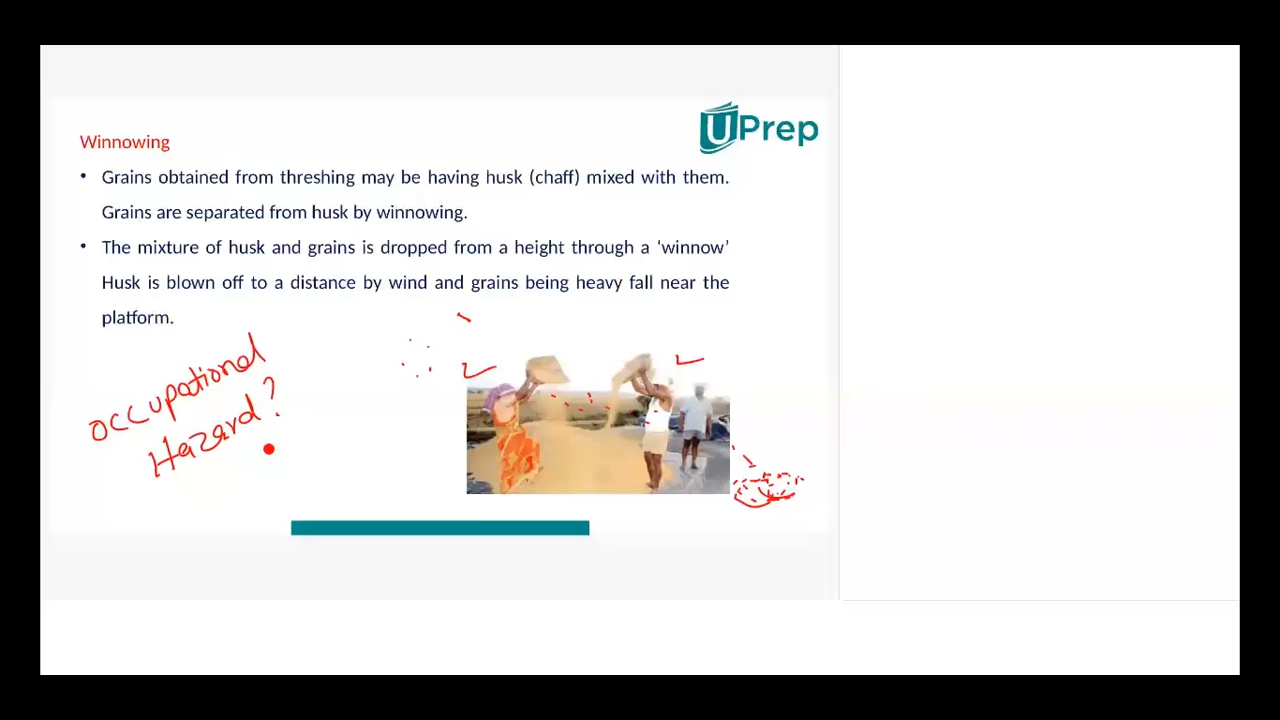 UPrep
Winnowing
• Grains obtained from threshing may be having husk (chaff) mixed with them.
Grains are separated from husk by winnowing.
• The mixture of husk and grains is dropped from a height through a ‘winnow’
Husk is blown off to a distance by wind and grains being heavy fall near the
platform.
occupational
Hazard?